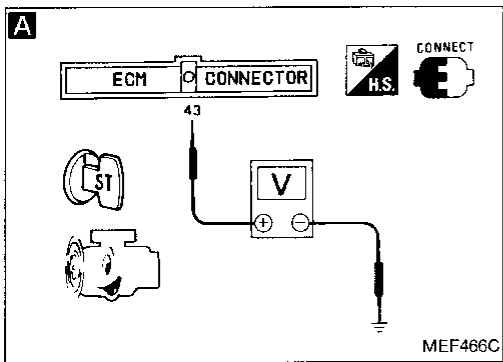 A
ECM CONNECTOR
43
H.S.
CONNECT
ST
V
+ −
MEF466C